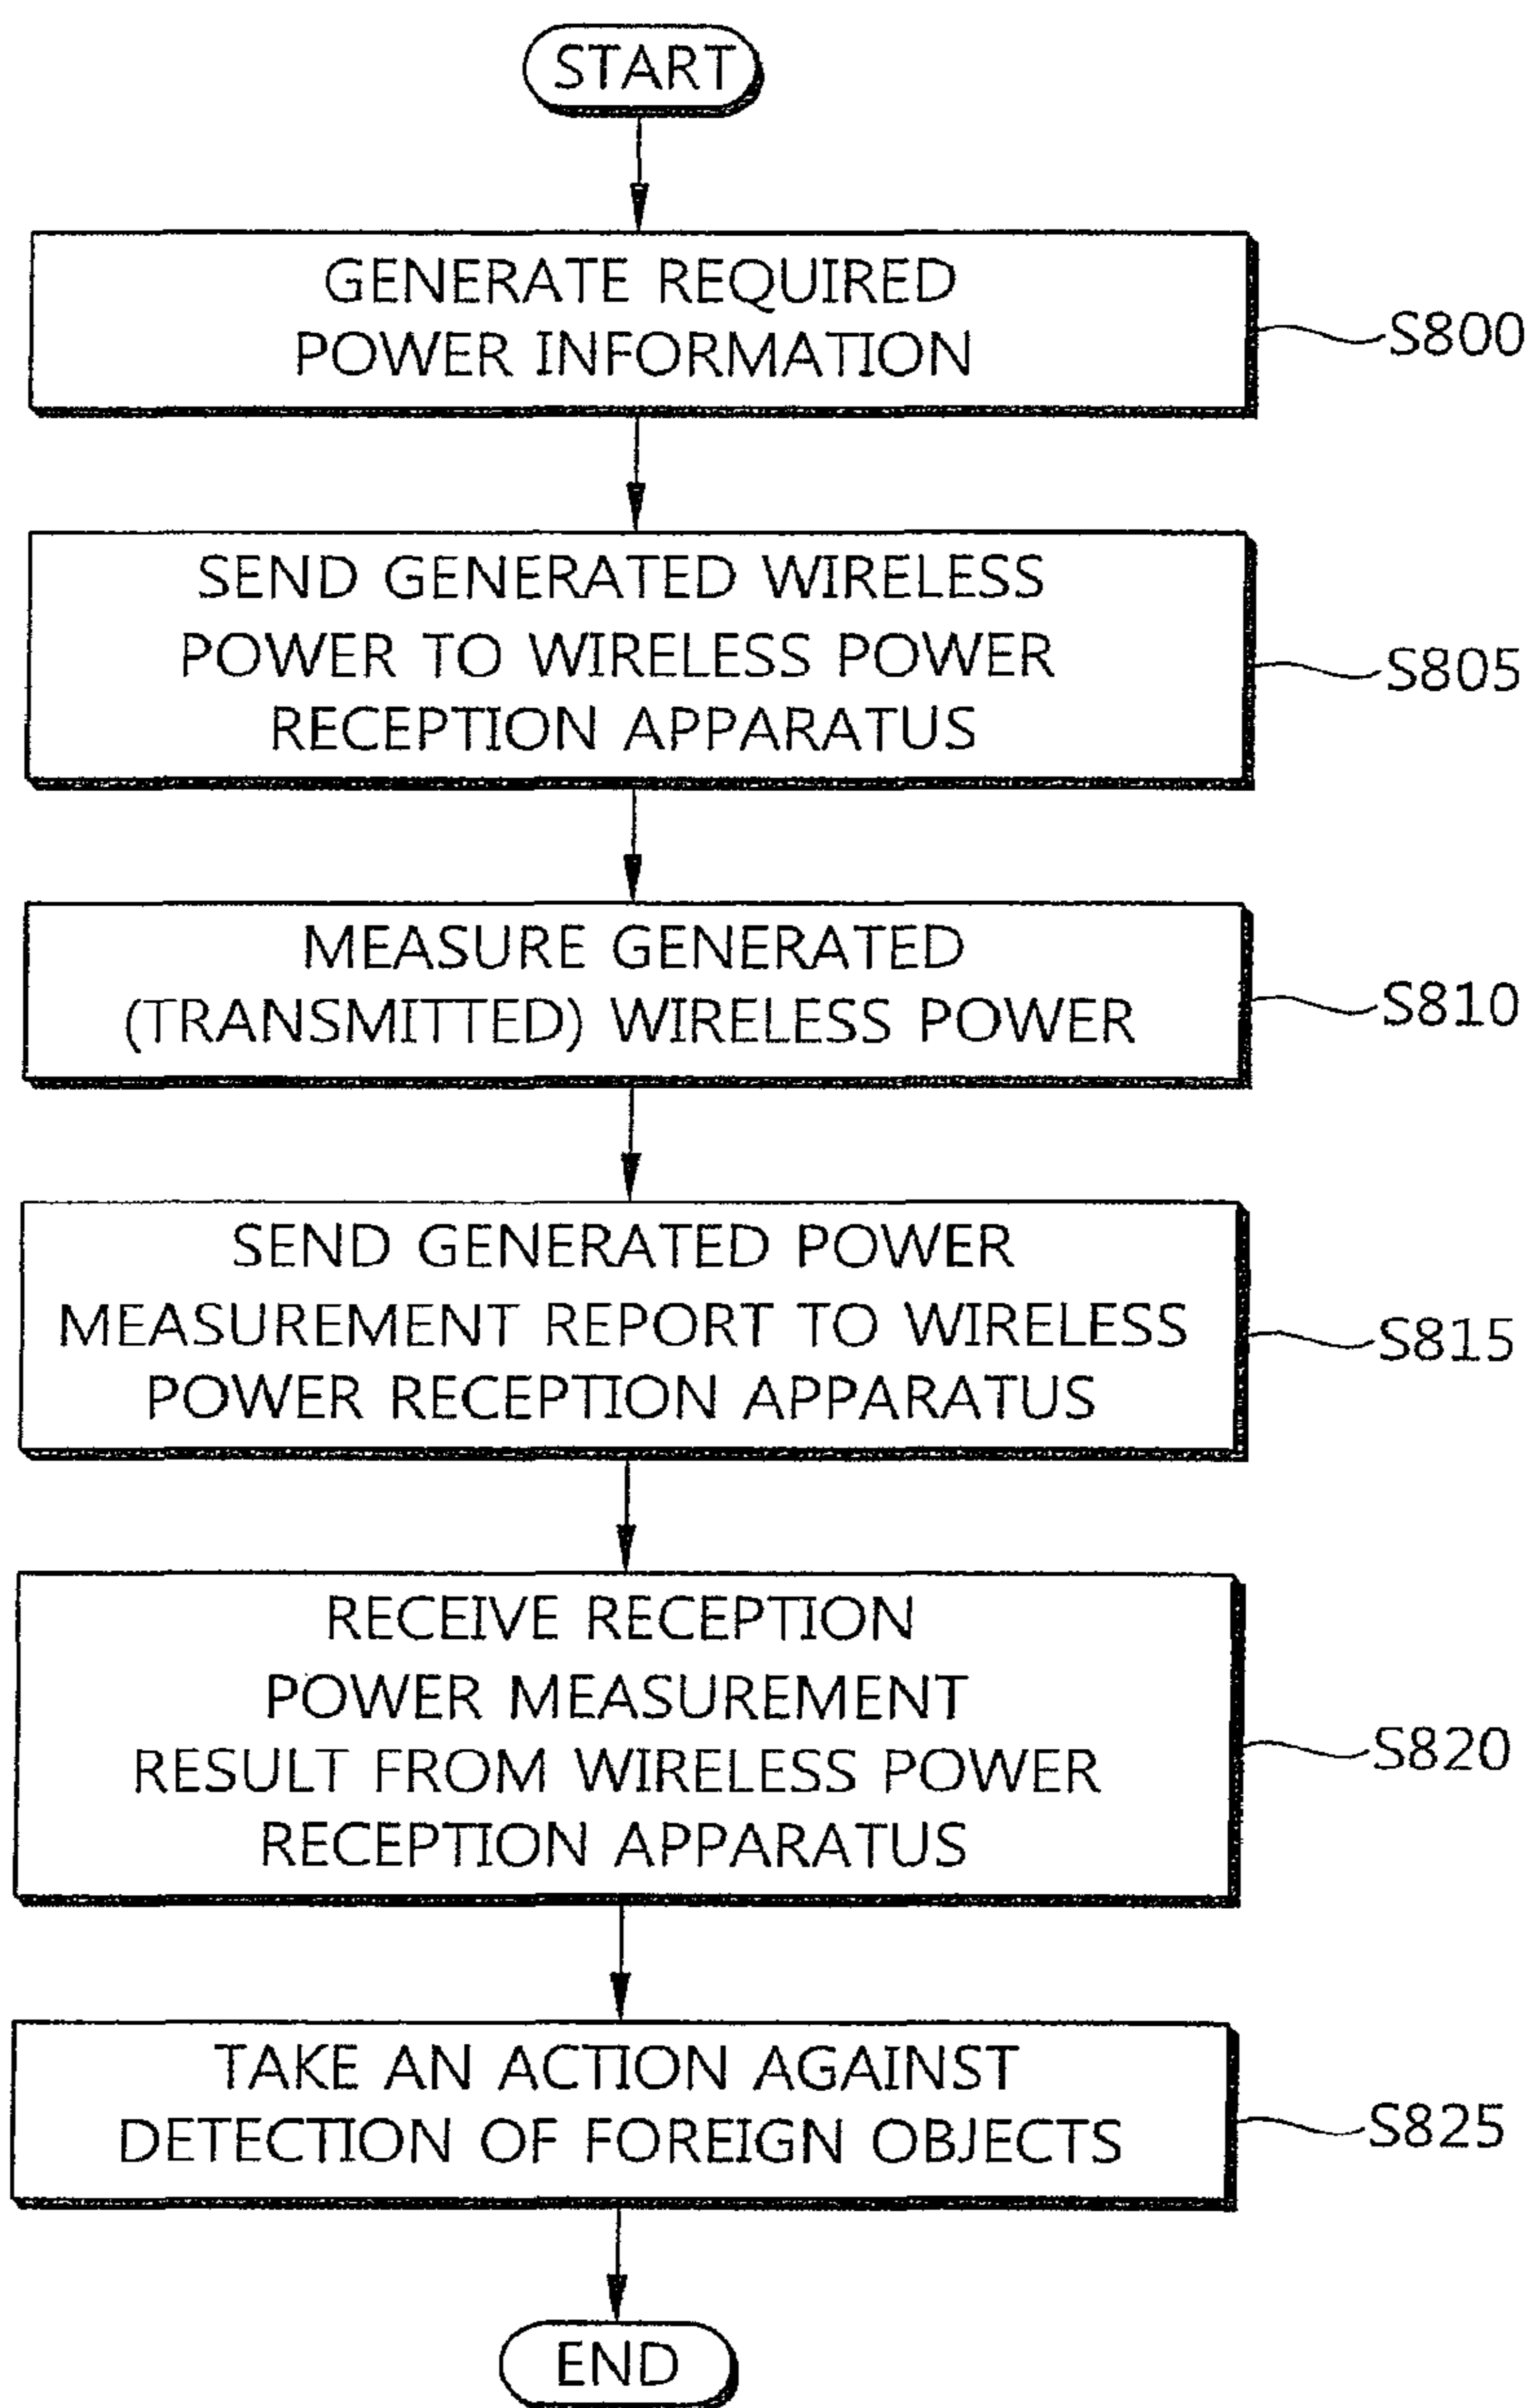 START
GENERATE REQUIRED
POWER INFORMATION
S800
SEND GENERATED WIRELESS
POWER TO WIRELESS POWER
RECEPTION APPARATUS
S805
MEASURE GENERATED
(TRANSMITTED) WIRELESS POWER
S810
SEND GENERATED POWER
MEASUREMENT REPORT TO WIRELESS
POWER RECEPTION APPARATUS
S815
RECEIVE RECEPTION
POWER MEASUREMENT
RESULT FROM WIRELESS POWER
RECEPTION APPARATUS
S820
TAKE AN ACTION AGAINST
DETECTION OF FOREIGN OBJECTS
S825
END